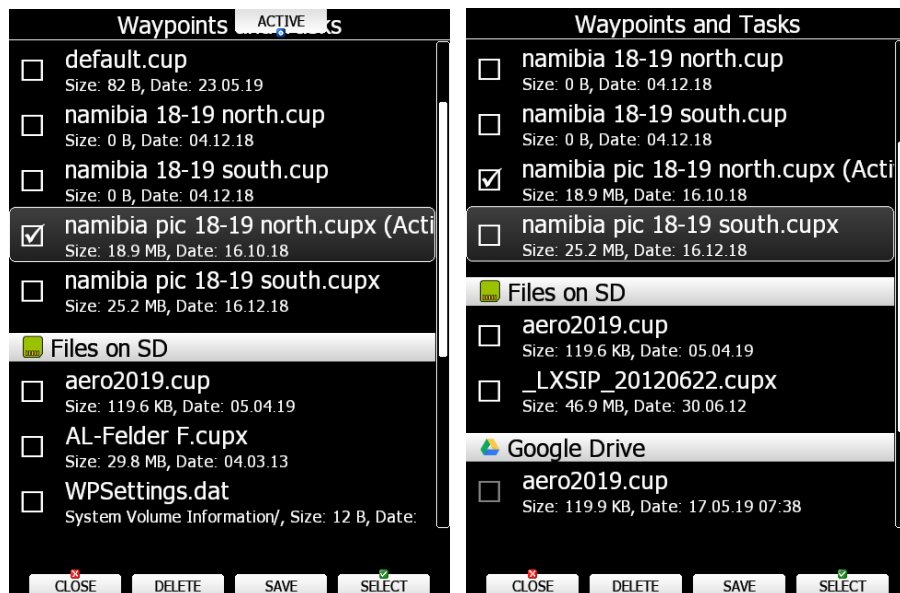 Waypoints and Tasks
ACTIVE
default.cup
Size: 82 B, Date: 23.05.19
namibia 18-19 north.cup
Size: 0 B, Date: 04.12.18
namibia 18-19 south.cup
Size: 0 B, Date: 04.12.18
namibia pic 18-19 north.cupx (Acti
Size: 18.9 MB, Date: 16.10.18
namibia pic 18-19 south.cupx
Size: 25.2 MB, Date: 16.12.18
Files on SD
aero2019.cup
Size: 119.6 KB, Date: 05.04.19
AL-Felder F.cupx
Size: 29.8 MB, Date: 04.03.13
WPSettings.dat
System Volume Information/, Size: 12 B, Date:
CLOSE DELETE SAVE SELECT
Waypoints and Tasks
namibia 18-19 north.cup
Size: 0 B, Date: 04.12.18
namibia 18-19 south.cup
Size: 0 B, Date: 04.12.18
namibia pic 18-19 north.cupx (Acti
Size: 18.9 MB, Date: 16.10.18
namibia pic 18-19 south.cupx
Size: 25.2 MB, Date: 16.12.18
Files on SD
aero2019.cup
Size: 119.6 KB, Date: 05.04.19
_LXSIP_20120622.cupx
Size: 46.9 MB, Date: 30.06.12
Google Drive
aero2019.cup
Size: 119.9 KB, Date: 17.05.19 07:38
CLOSE DELETE SAVE SELECT